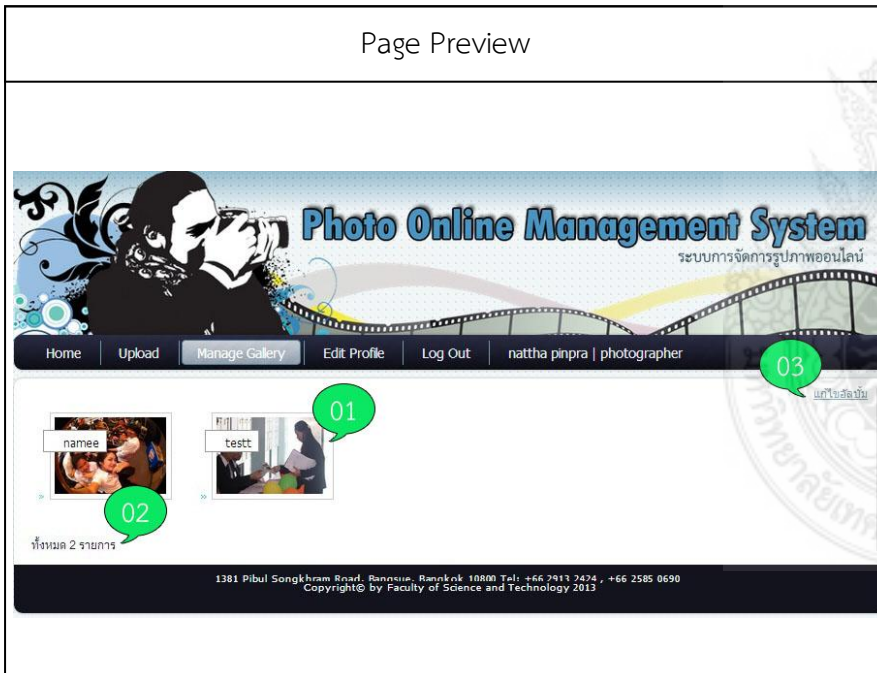 Page Preview
Photo Online Management System
ระบบการจัดการรูปภาพออนไลน์
Home Upload Manage Gallery Edit Profile Log Out nattha pinpra | photographer
03
แก้ไขอัลบั้ม
01
namee testt
02
ทั้งหมด 2 รายการ
1381 Pibul Songkhram Road, Bangsue, Bangkok 10800 Tel: +66 2913 2424 , +66 2585 0690
Copyright© by Faculty of Science and Technology 2013